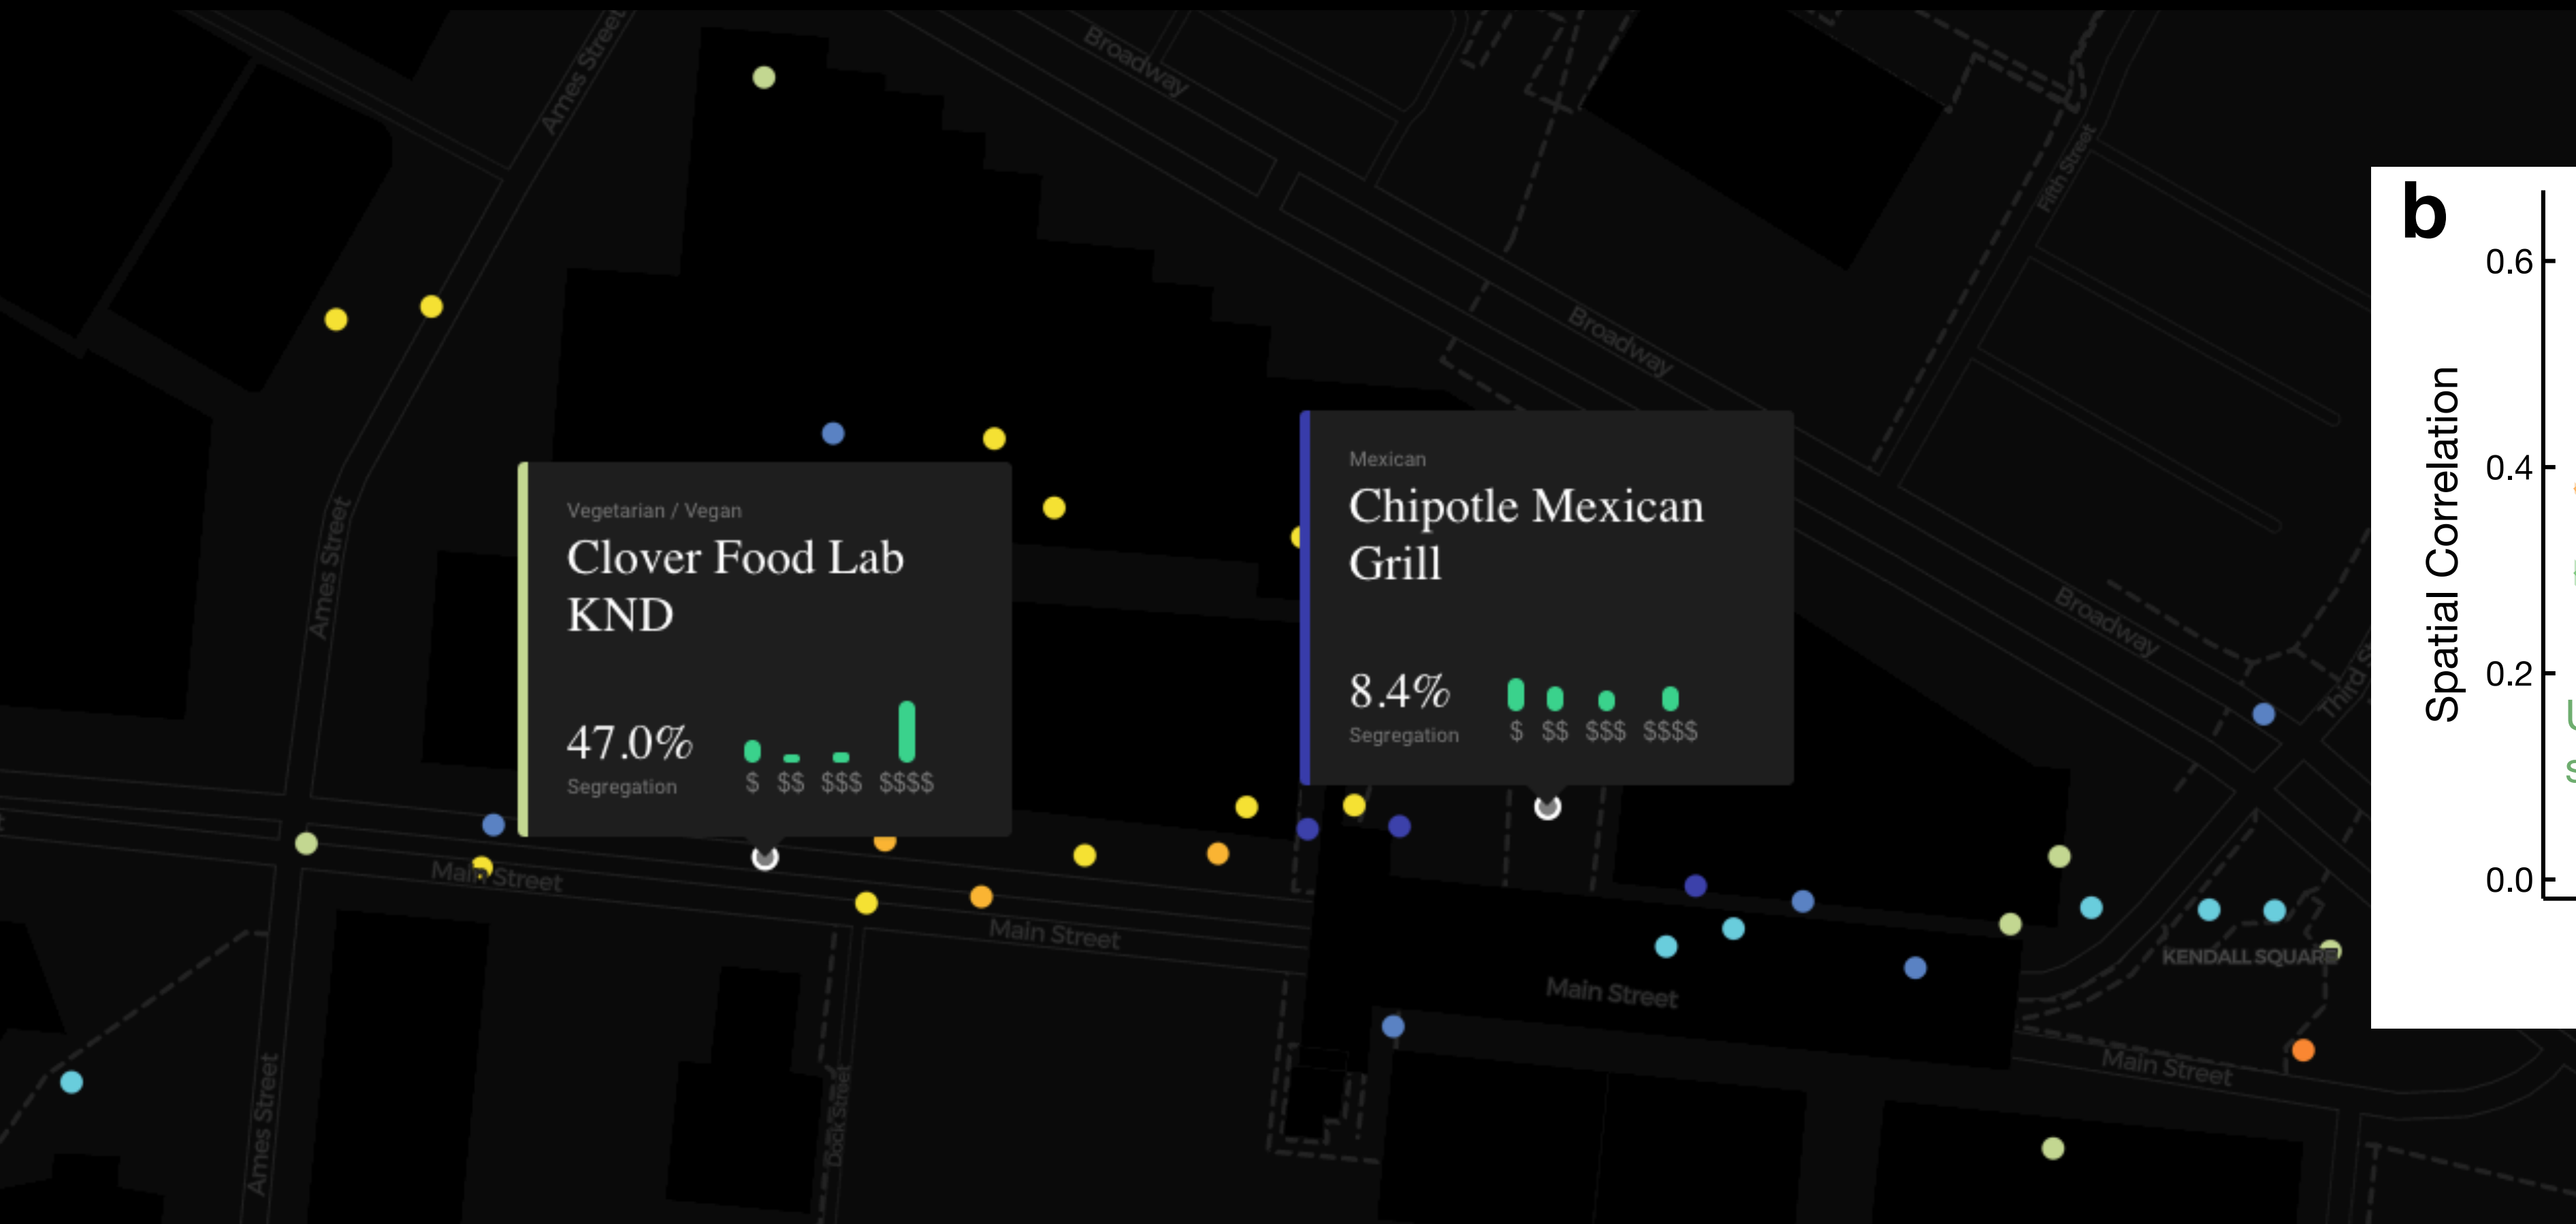 Ames Street
Broadway
Fifth Street
b
0.6
Broadway
0.4
Spatial Correlation
Mexican
Chipotle Mexican
Grill
8.4%
Segregation
$ $$ $$$ $$$$
Vegetarian / Vegan
Clover Food Lab
KND
47.0%
Segregation
$ $$ $$$ $$$$
Ames Street
Broadway
0.2
0.0
Main Street
Main Street
Main Street
KENDALL SQUARE
Main Street
Ames Street
Dock Street